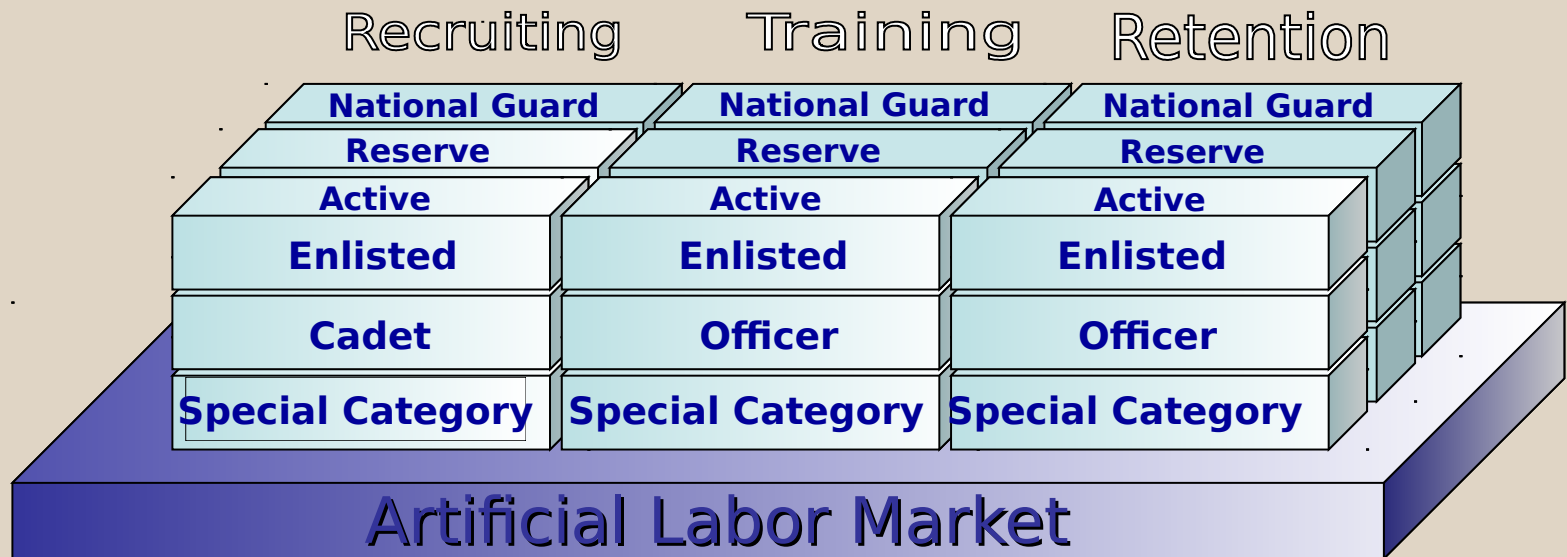 Recruiting Training Retention
National Guard National Guard National Guard
Reserve Reserve Reserve
Active Active Active
Enlisted Enlisted Enlisted
Cadet Officer Officer
Special Category Special Category Special Category
Artificial Labor Market